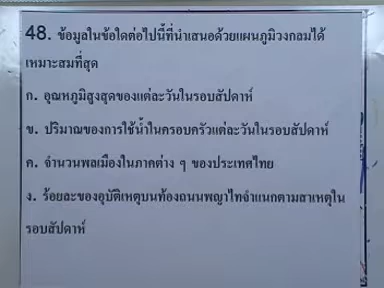 48. ข้อมูลในข้อใดต่อไปนี้ที่นำเสนอด้วยแผนภูมิวงกลมได้
เหมาะสมที่สุด
ก. อุณหภูมิสูงสุดของแต่ละวันในรอบสัปดาห์
ข. ปริมาณของการใช้น้ำในครอบครัวแต่ละวันในรอบสัปดาห์
ค. จำนวนพลเมืองในภาคต่าง ๆ ของประเทศไทย
ง. ร้อยละของอุบัติเหตุบนท้องถนนพญาไทจำแนกตามสาเหตุใน
รอบสัปดาห์